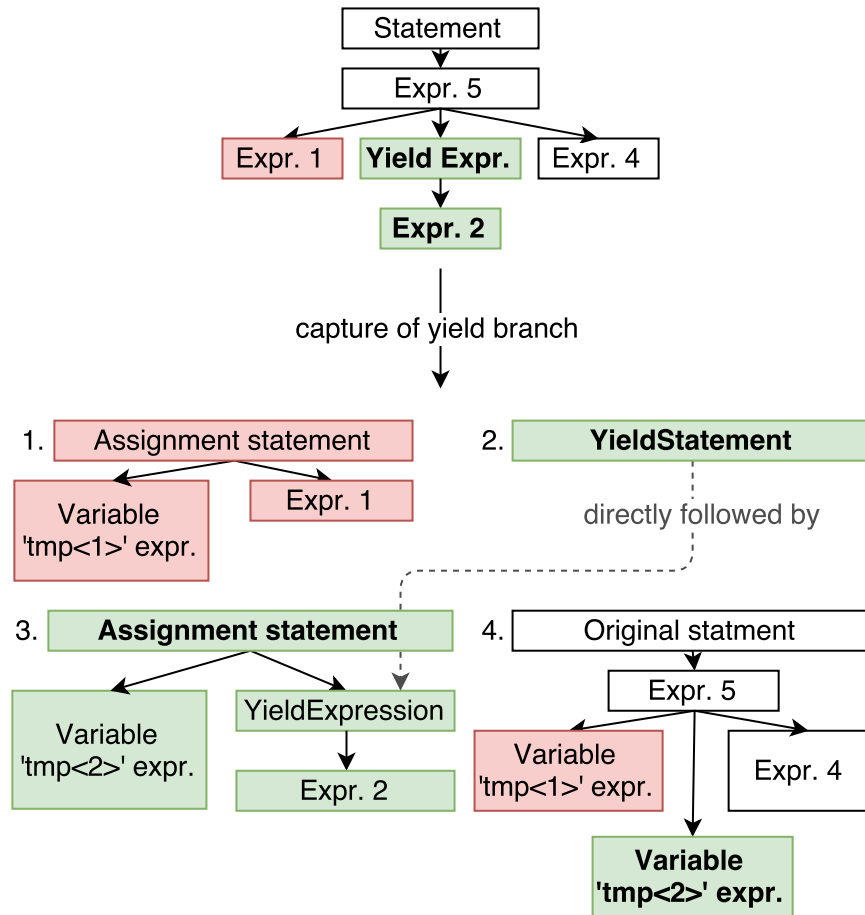 Statement
Expr. 5
Expr. 1
Yield Expr.
Expr. 4
Expr. 2
capture of yield branch
1.
Assignment statement
Variable
'tmp<1>' expr.
Expr. 1
2.
YieldStatement
directly followed by
3.
Assignment statement
Variable
'tmp<2>' expr.
YieldExpression
Expr. 2
4.
Original statment
Expr. 5
Variable
'tmp<1>' expr.
Expr. 4
Variable
'tmp<2>' expr.